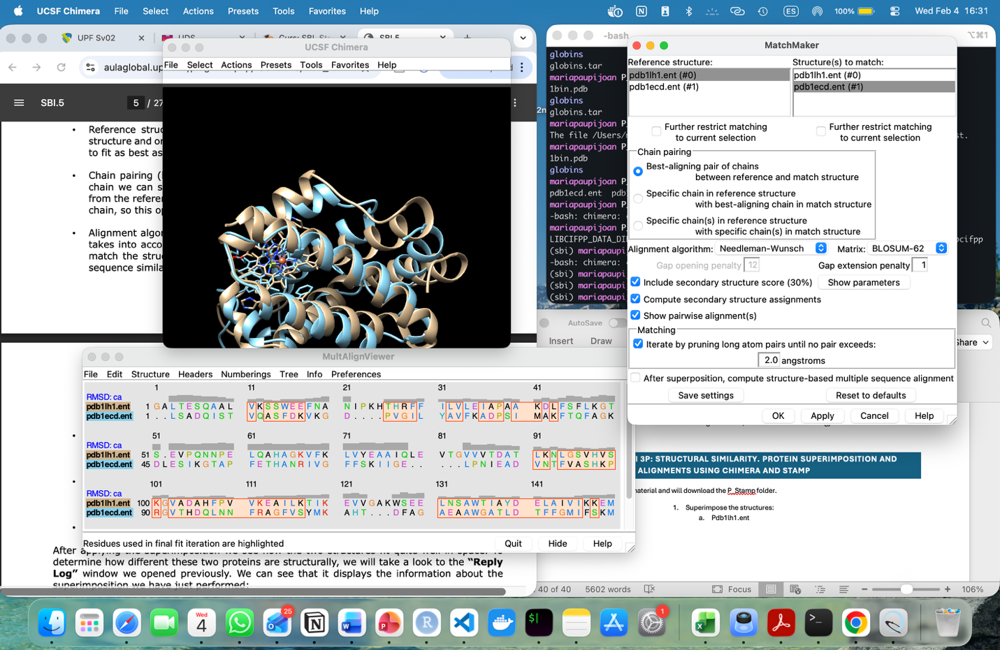 UCSF Chimera File Select Actions Presets Tools Favorites Help
ES 100% Wed Feb 4 16:31
UPF Sv02
UDS
Curs: SBI.
SBI.5
aulaglobal.up
SBI.5 5 / 27
• Reference struc
structure and or
to fit as best as
• Chain pairing (
chain we can s
from the referer
chain, so this op
• Alignment algor
takes into acco
match the struc
sequence simila
After applying the superimposition we see how the two structures fit quite well in space. To
determine how different these two proteins are structurally, we will take a look to the “Reply
Log” window we opened previously. We can see that it displays the information about the
superimposition we have just performed:
UCSF Chimera
File Select Actions Presets Tools Favorites Help
-bash ⌥⌘1
globins
globins.tar
mariapaupijoan P
1bin.pdb
globins
globins.tar
mariapaupijoan P
The file /Users/
st.
mariapaupijoan P
1bin.pdb
globins
mariapaupijoan P
pdb1ecd.ent pdb
mariapaupijoan P
-bash: chimera:
mariapaupijoan P
LIBCIFPP_DATA_DI
ocifpp
(sbi) mariapaupi
-bash: chimera:
(sbi) mariapaupi
(sbi) mariapaupi
(sbi) mariapaupi
MatchMaker
Reference structure: Structure(s) to match:
pdb1lh1.ent (#0) pdb1lh1.ent (#0)
pdb1ecd.ent (#1) pdb1ecd.ent (#1)
Further restrict matching Further restrict matching
to current selection to current selection
Chain pairing
Best-aligning pair of chains
between reference and match structure
Specific chain in reference structure
with best-aligning chain in match structure
Specific chain(s) in reference structure
with specific chain(s) in match structure
Alignment algorithm: Needleman-Wunsch Matrix: BLOSUM-62
Gap opening penalty 12 Gap extension penalty 1
Include secondary structure score (30%) Show parameters
Compute secondary structure assignments
Show pairwise alignment(s)
Matching
Iterate by pruning long atom pairs until no pair exceeds:
2.0 angstroms
After superposition, compute structure-based multiple sequence alignment
Save settings Reset to defaults
OK Apply Cancel Help
MultAlignViewer
File Edit Structure Headers Numberings Tree Info Preferences
1 11 21 31 41
RMSD: ca
pdb1lh1.ent 1 GALTESQAAL VKSSWEEFNA NIPKHTHRFF ILVLEIAPAA KDLFSFLKGT
pdb1ecd.ent 1 ..LSADQIST VQASFDKVKG D....PVGIL YAVFKADPSI MAKFTQFAGK
51 61 71 81 91
RMSD: ca
pdb1lh1.ent 51 S.EVPQNNPE LQAHAGKVFK LVYEAAIQLE VTGVVVTDAT LKNLGSVHVS
pdb1ecd.ent 45 DLESIKGTAP FETHANRIVG FFSKIIGE.. ...LPNIEAD VNTFVASHKP
101 111 121 131 141
RMSD: ca
pdb1lh1.ent 100 KGVADAHFPV VKEAILKTIK EVVGAKWSEE LNSAWTIAYD ELAIVIKKEM
pdb1ecd.ent 90 RGVTHDQLNN FRAGFVSYMK AHT...DFAG AEAAWGATLD TFFGMIFSKM
Residues used in final fit iteration are highlighted Quit Hide Help
AutoSave
Insert Draw
Share
3P: STRUCTURAL SIMILARITY. PROTEIN SUPERIMPOSITION AND
ALIGNMENTS USING CHIMERA AND STAMP
aterial and will download the P_Stamp folder.
1. Superimpose the structures:
a. Pdb1lh1.ent
40 of 40 5602 words Focus 106%
25
Wed
4
1